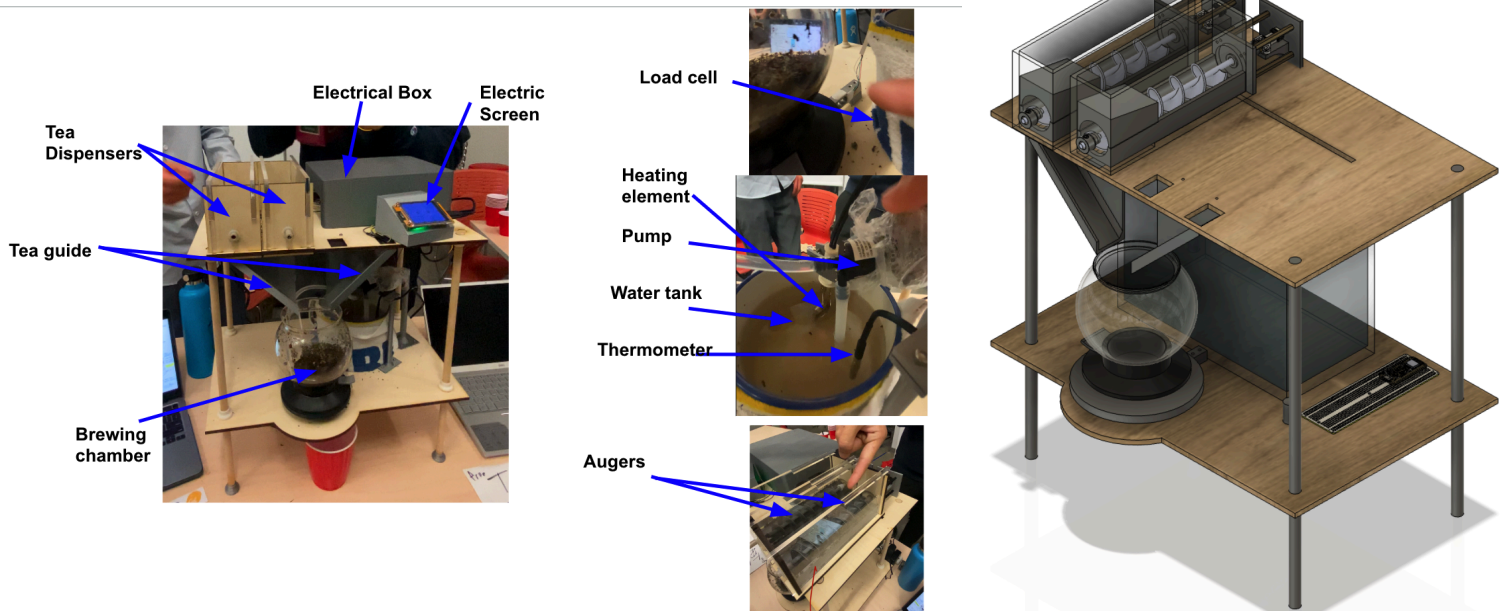 Electrical Box
Electric
Screen
Tea
Dispensers
Tea guide
Brewing
chamber
Load cell
Heating
element
Pump
Water tank
Thermometer
Augers